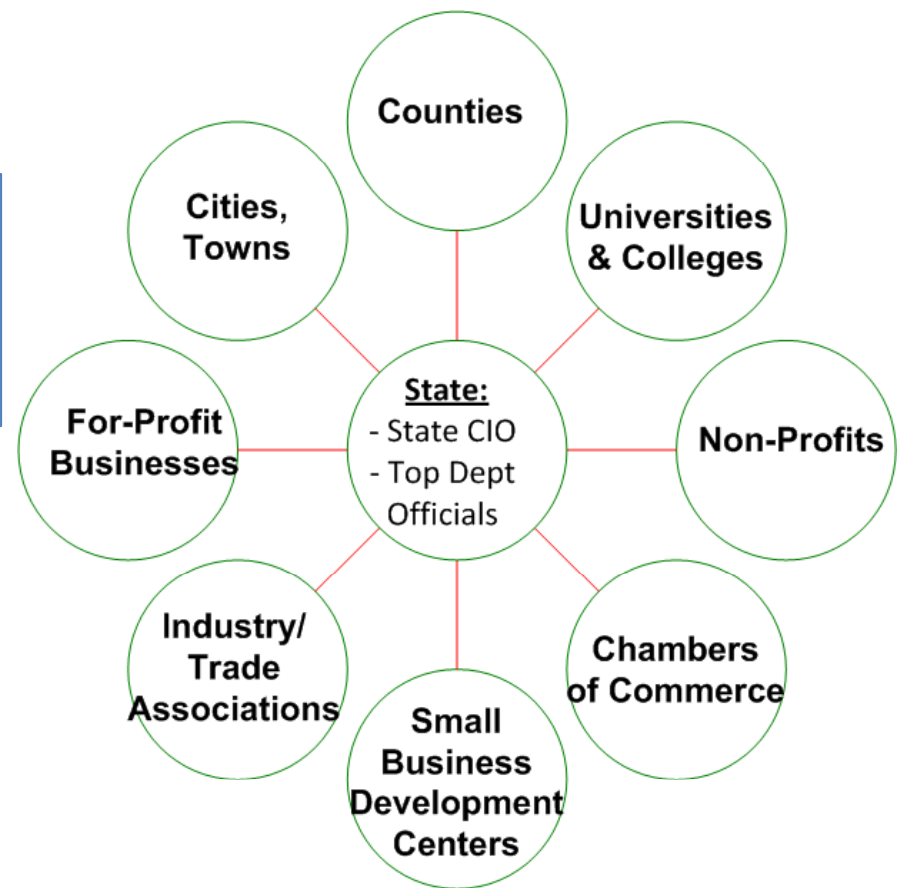 Counties
Cities,
Towns
Universities
& Colleges
For-Profit
Businesses
State:
- State CIO
- Top Dept
Officials
Non-Profits
Industry/
Trade
Associations
Chambers
of Commerce
Small
Business
Development
Centers